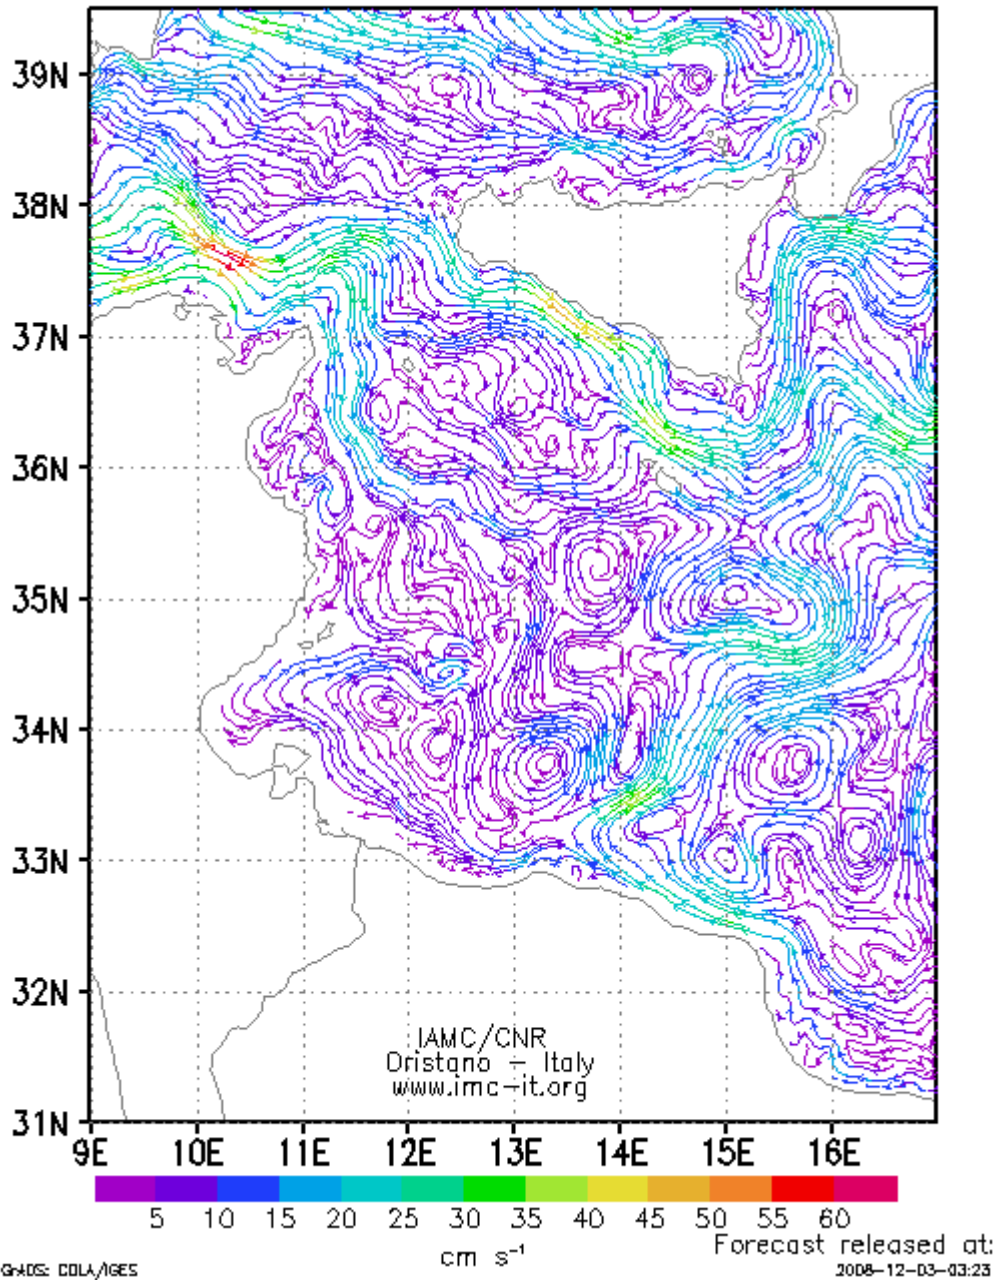 39N
38N
37N
36N
35N
34N
33N
32N
31N
IAMC/CNR
Oristano – Italy
www.imc-it.org
9E 10E 11E 12E 13E 14E 15E 16E
5 10 15 20 25 30 35 40 45 50 55 60
cm s⁻¹
Forecast released at:
GrADS: COLA/IGES
2008-12-03-03:23